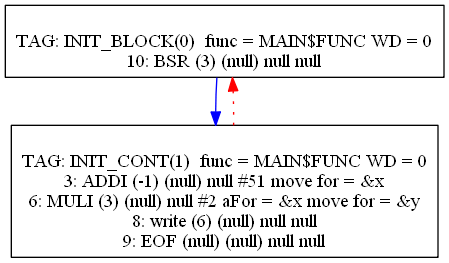 TAG: INIT_BLOCK(0)  func = MAIN$FUNC WD = 0
10: BSR (3) (null) null null
TAG: INIT_CONT(1)  func = MAIN$FUNC WD = 0
3: ADDI (-1) (null) null #51 move for = &x
6: MULI (3) (null) null #2 aFor = &x move for = &y
8: write (6) (null) null null
9: EOF (null) (null) null null